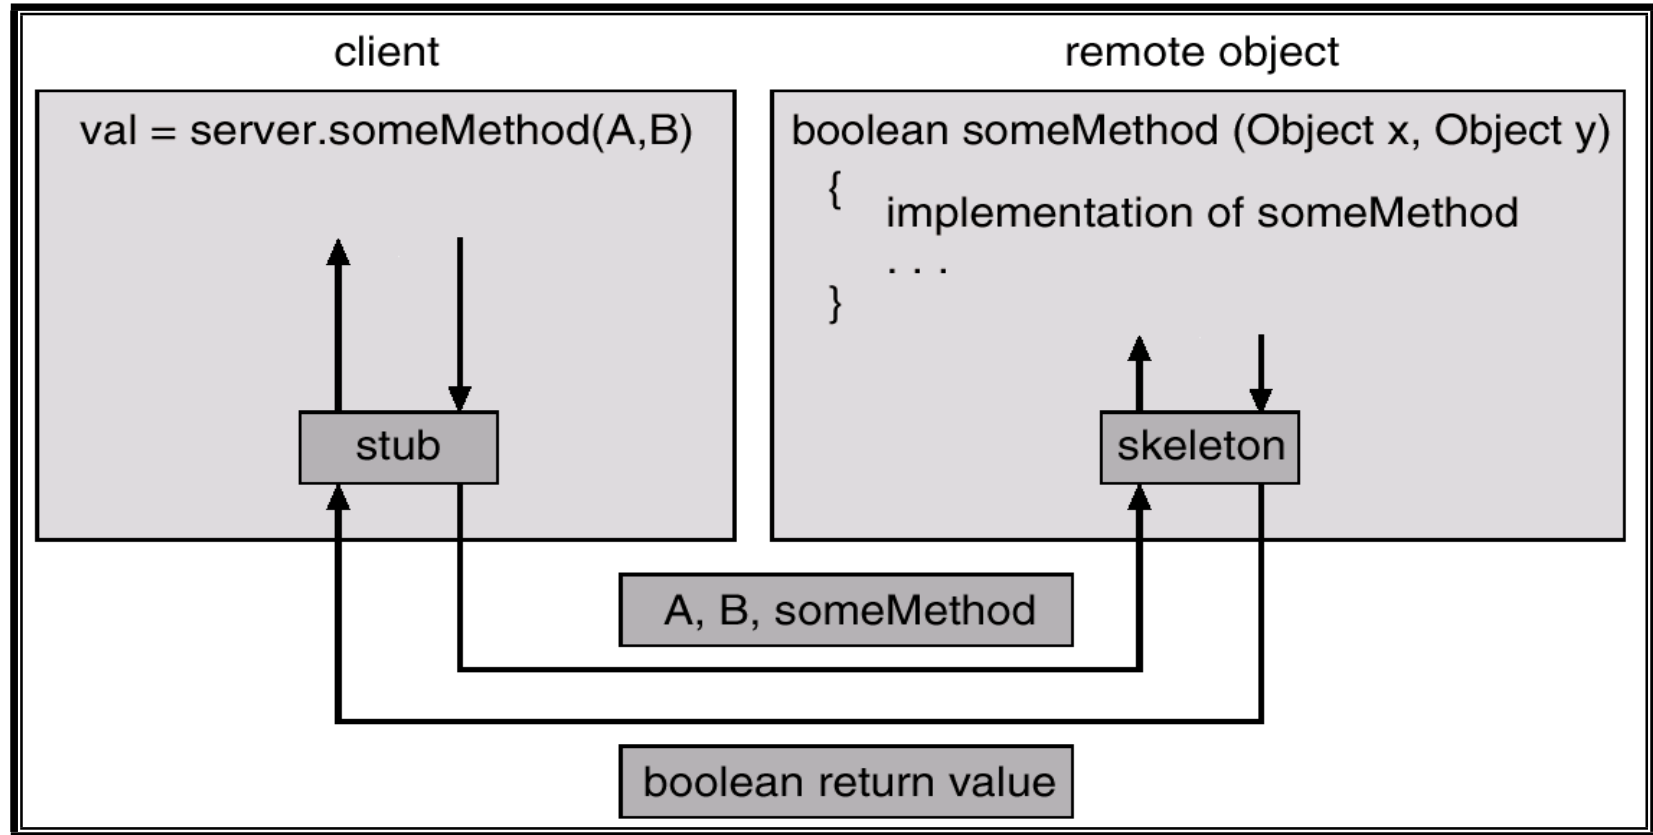 client
val = server.someMethod(A,B)
stub
remote object
boolean someMethod (Object x, Object y)
{
implementation of someMethod
. . .
}
skeleton
A, B, someMethod
boolean return value